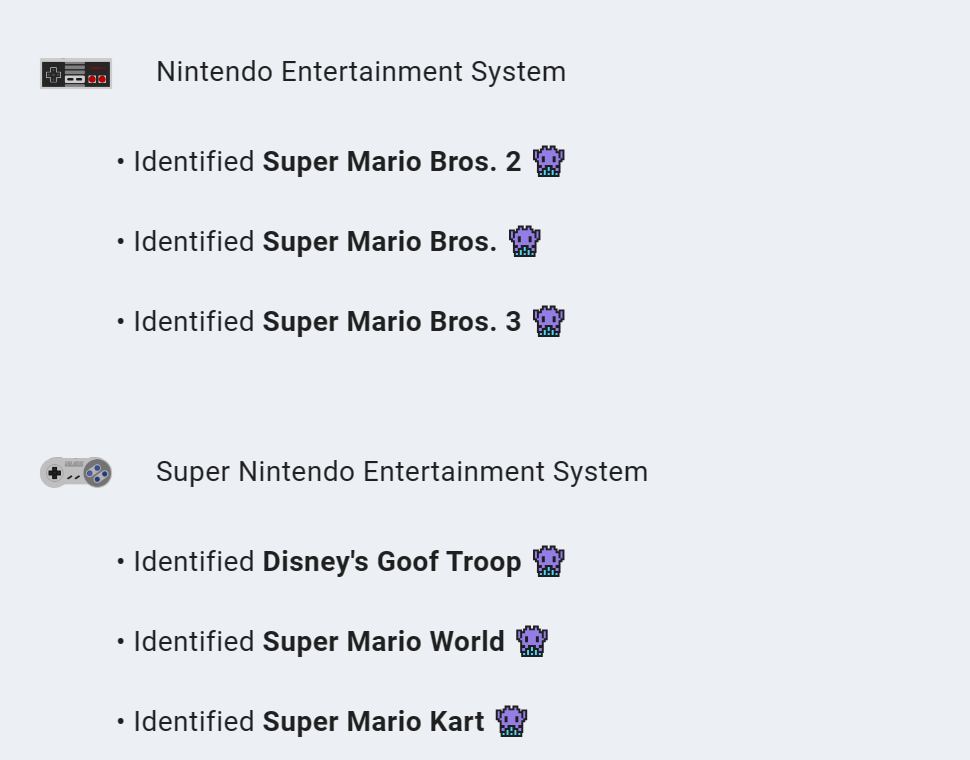 Nintendo Entertainment System
• Identified Super Mario Bros. 2
• Identified Super Mario Bros.
• Identified Super Mario Bros. 3
Super Nintendo Entertainment System
• Identified Disney's Goof Troop
• Identified Super Mario World
• Identified Super Mario Kart